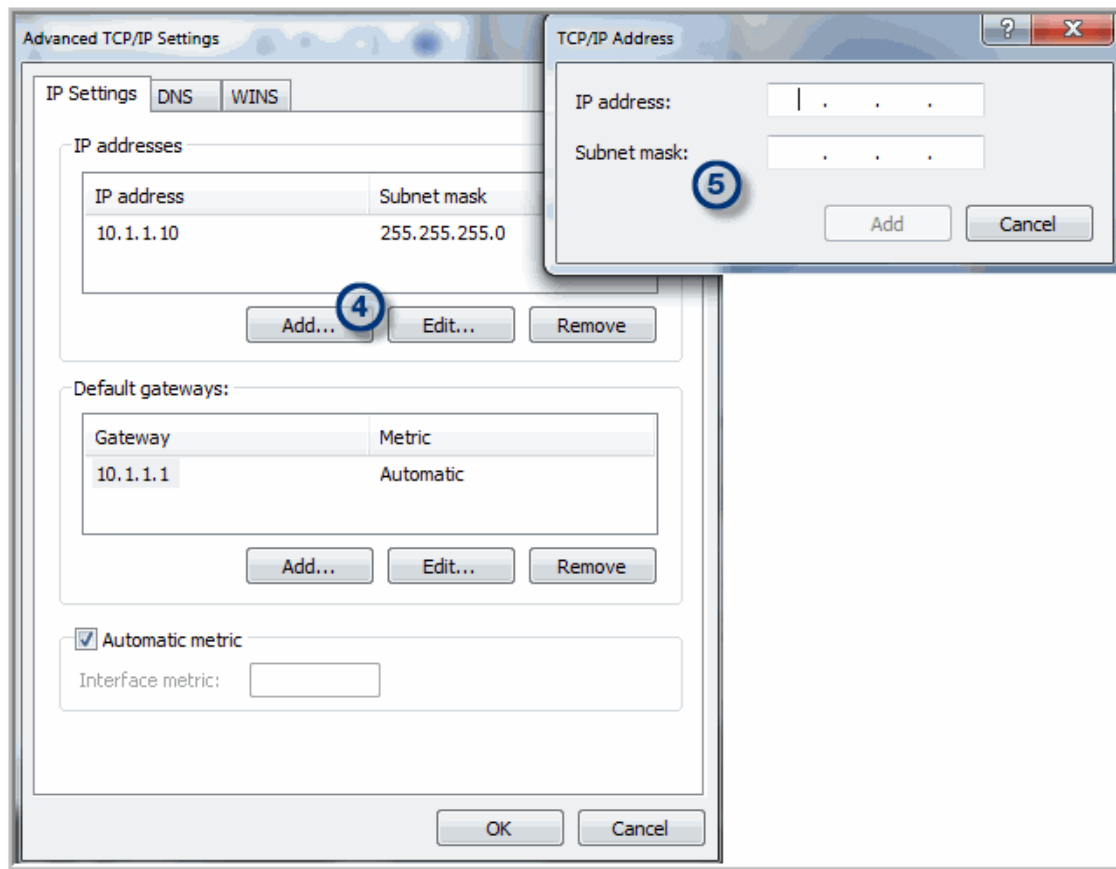 Advanced TCP/IP Settings
IP Settings DNS WINS
IP addresses
IP address Subnet mask
10.1.1.10 255.255.255.0
Add... 4 Edit... Remove
Default gateways:
Gateway Metric
10.1.1.1 Automatic
Add... Edit... Remove
Automatic metric
Interface metric:
OK Cancel
TCP/IP Address ? X
IP address: . . .
Subnet mask: . . .
5
Add Cancel